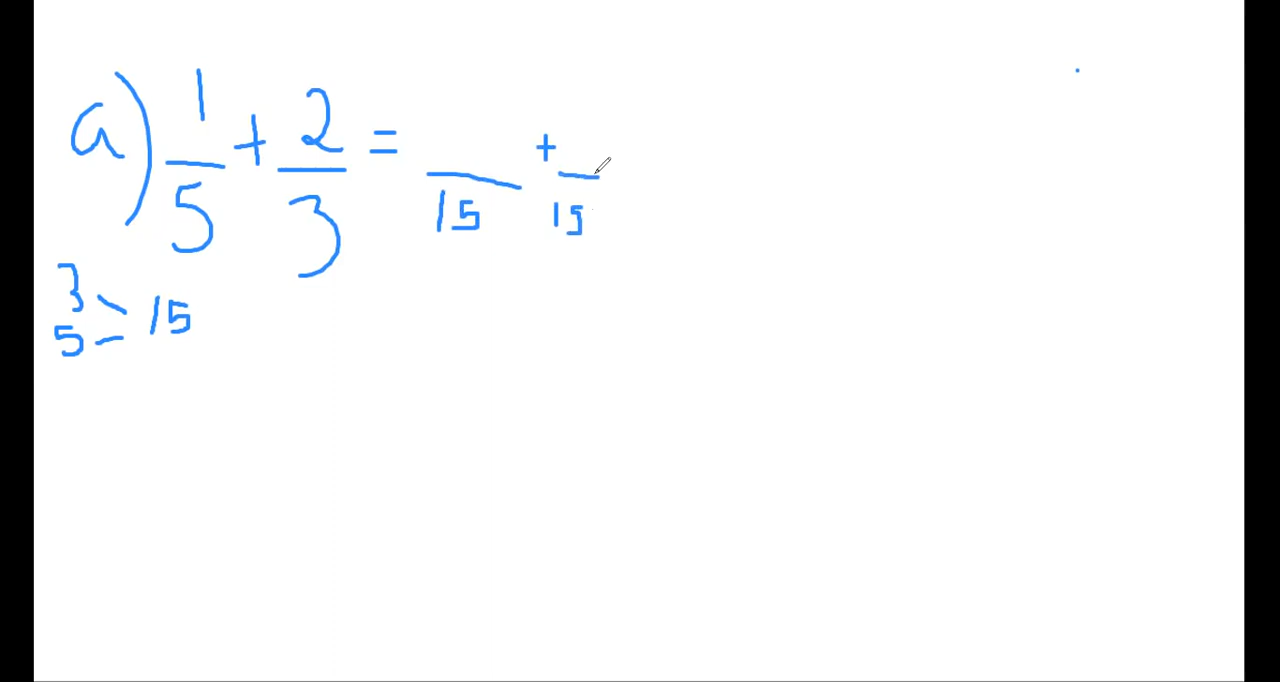 a) 1/5 + 2/3 = /15 + /15
3
5 = 15